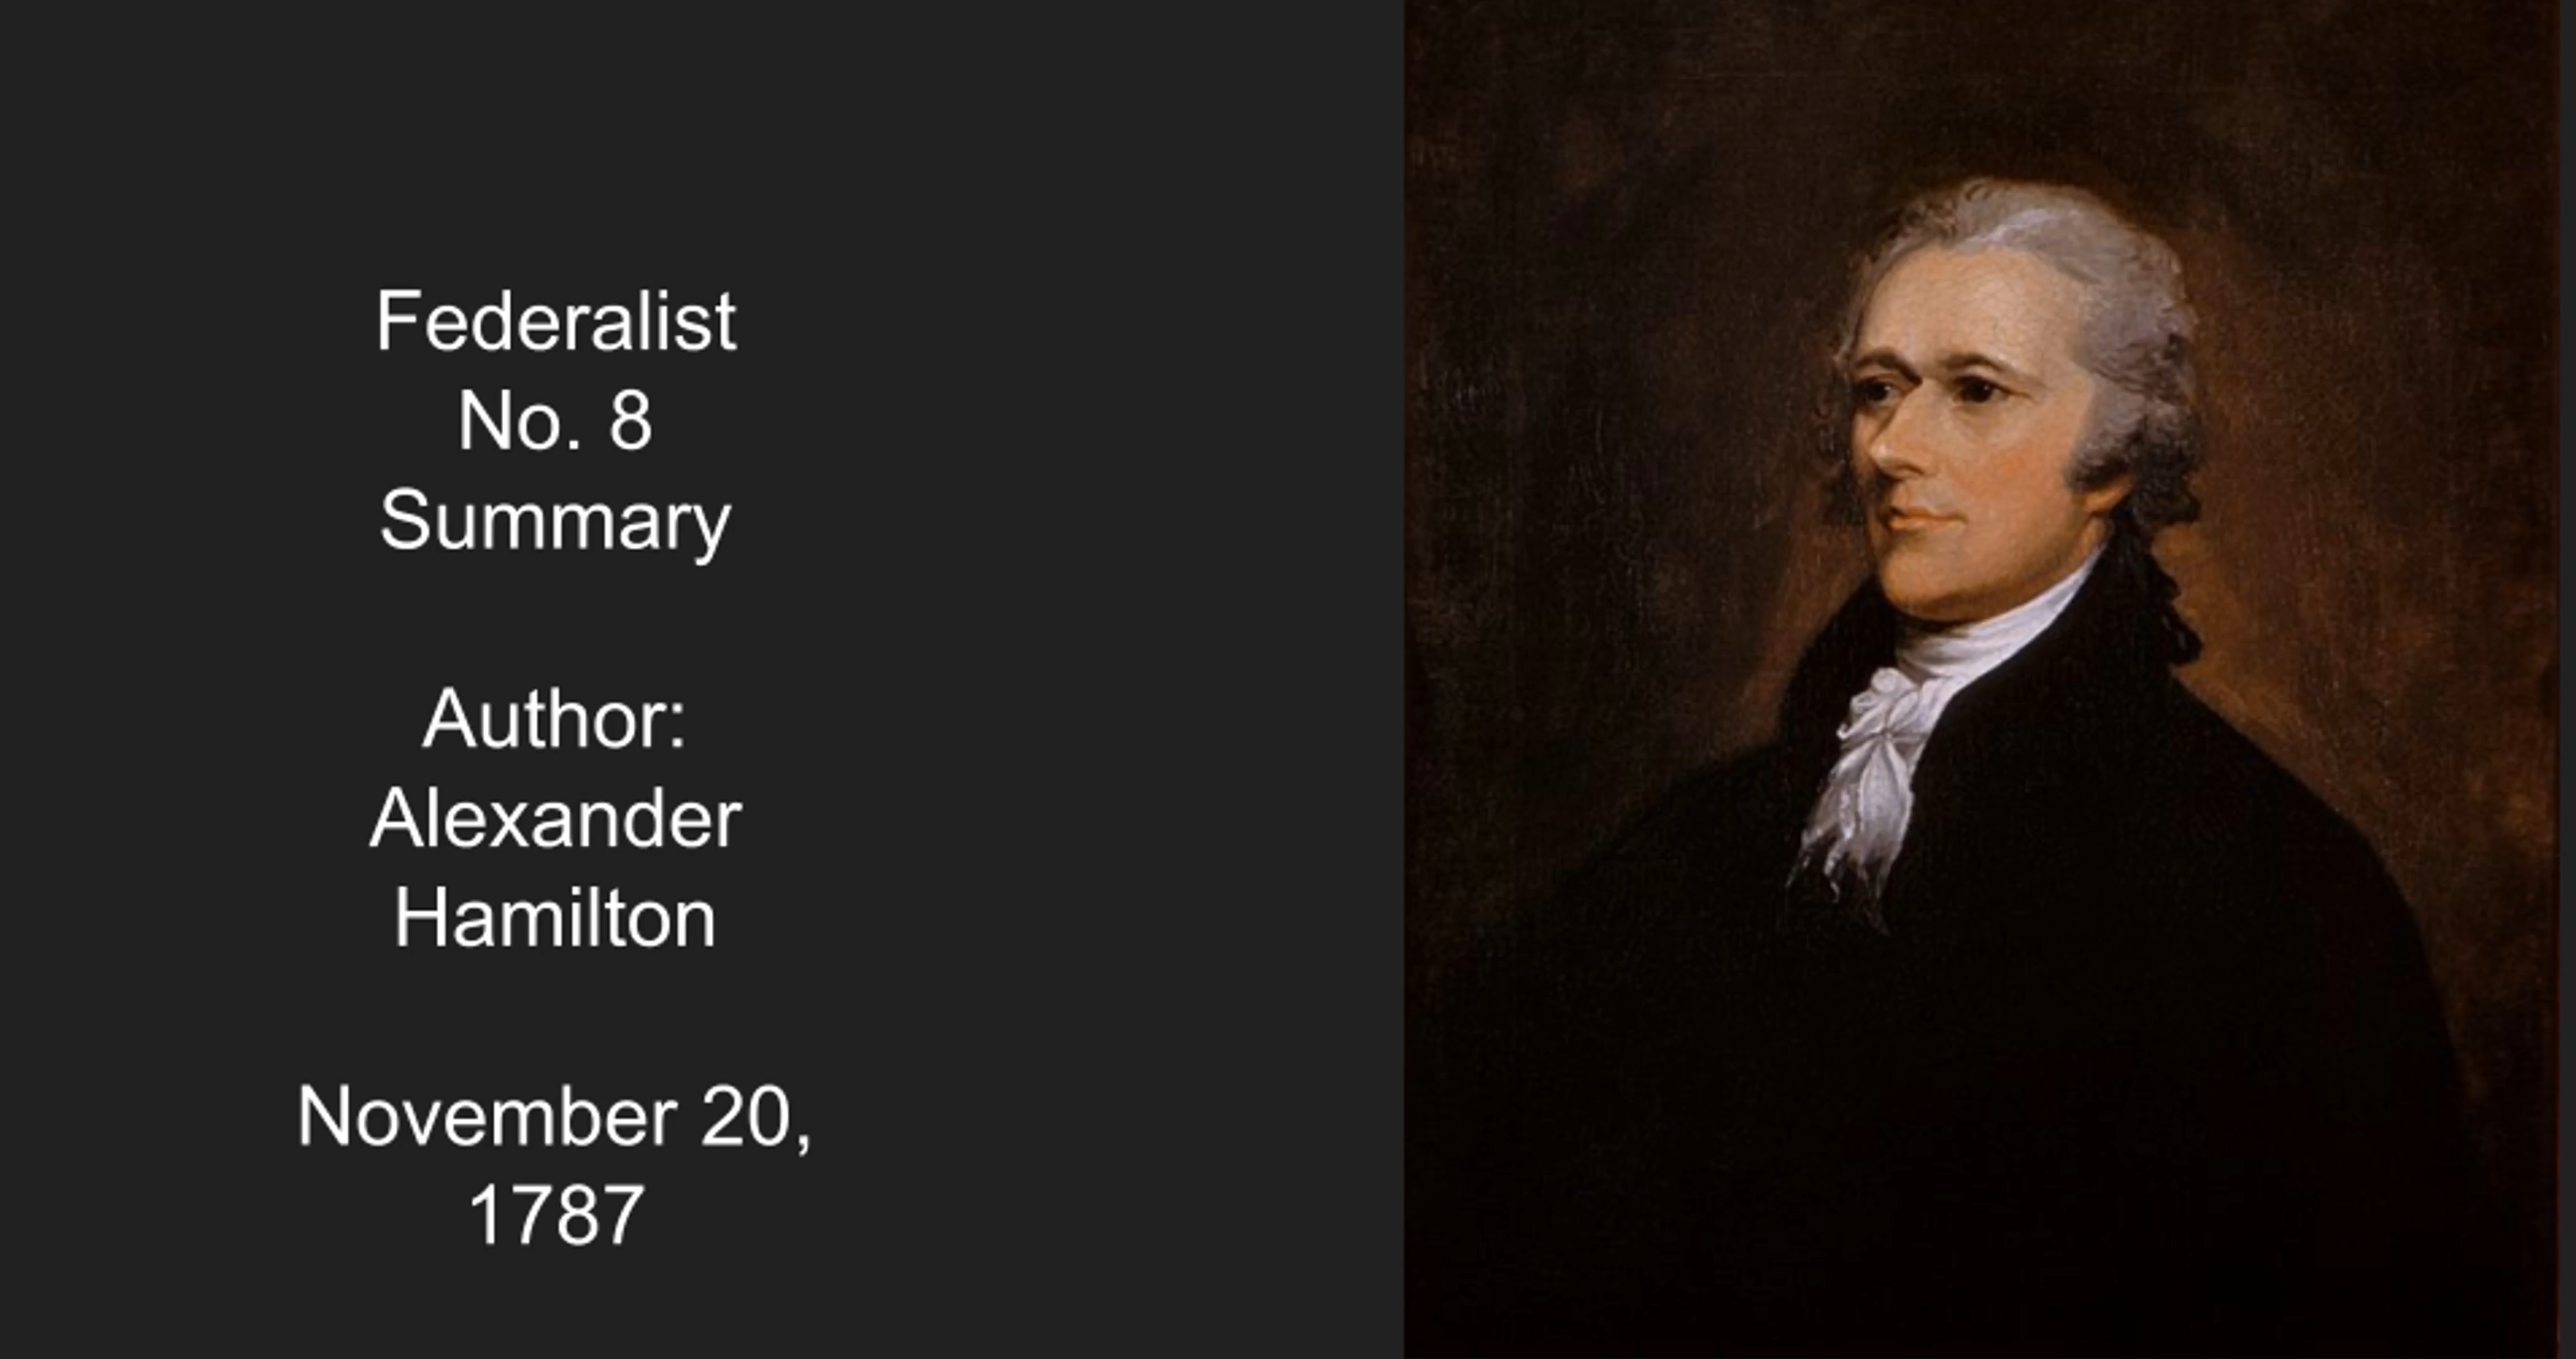 Federalist
No. 8
Summary
Author:
Alexander
Hamilton
November 20,
1787